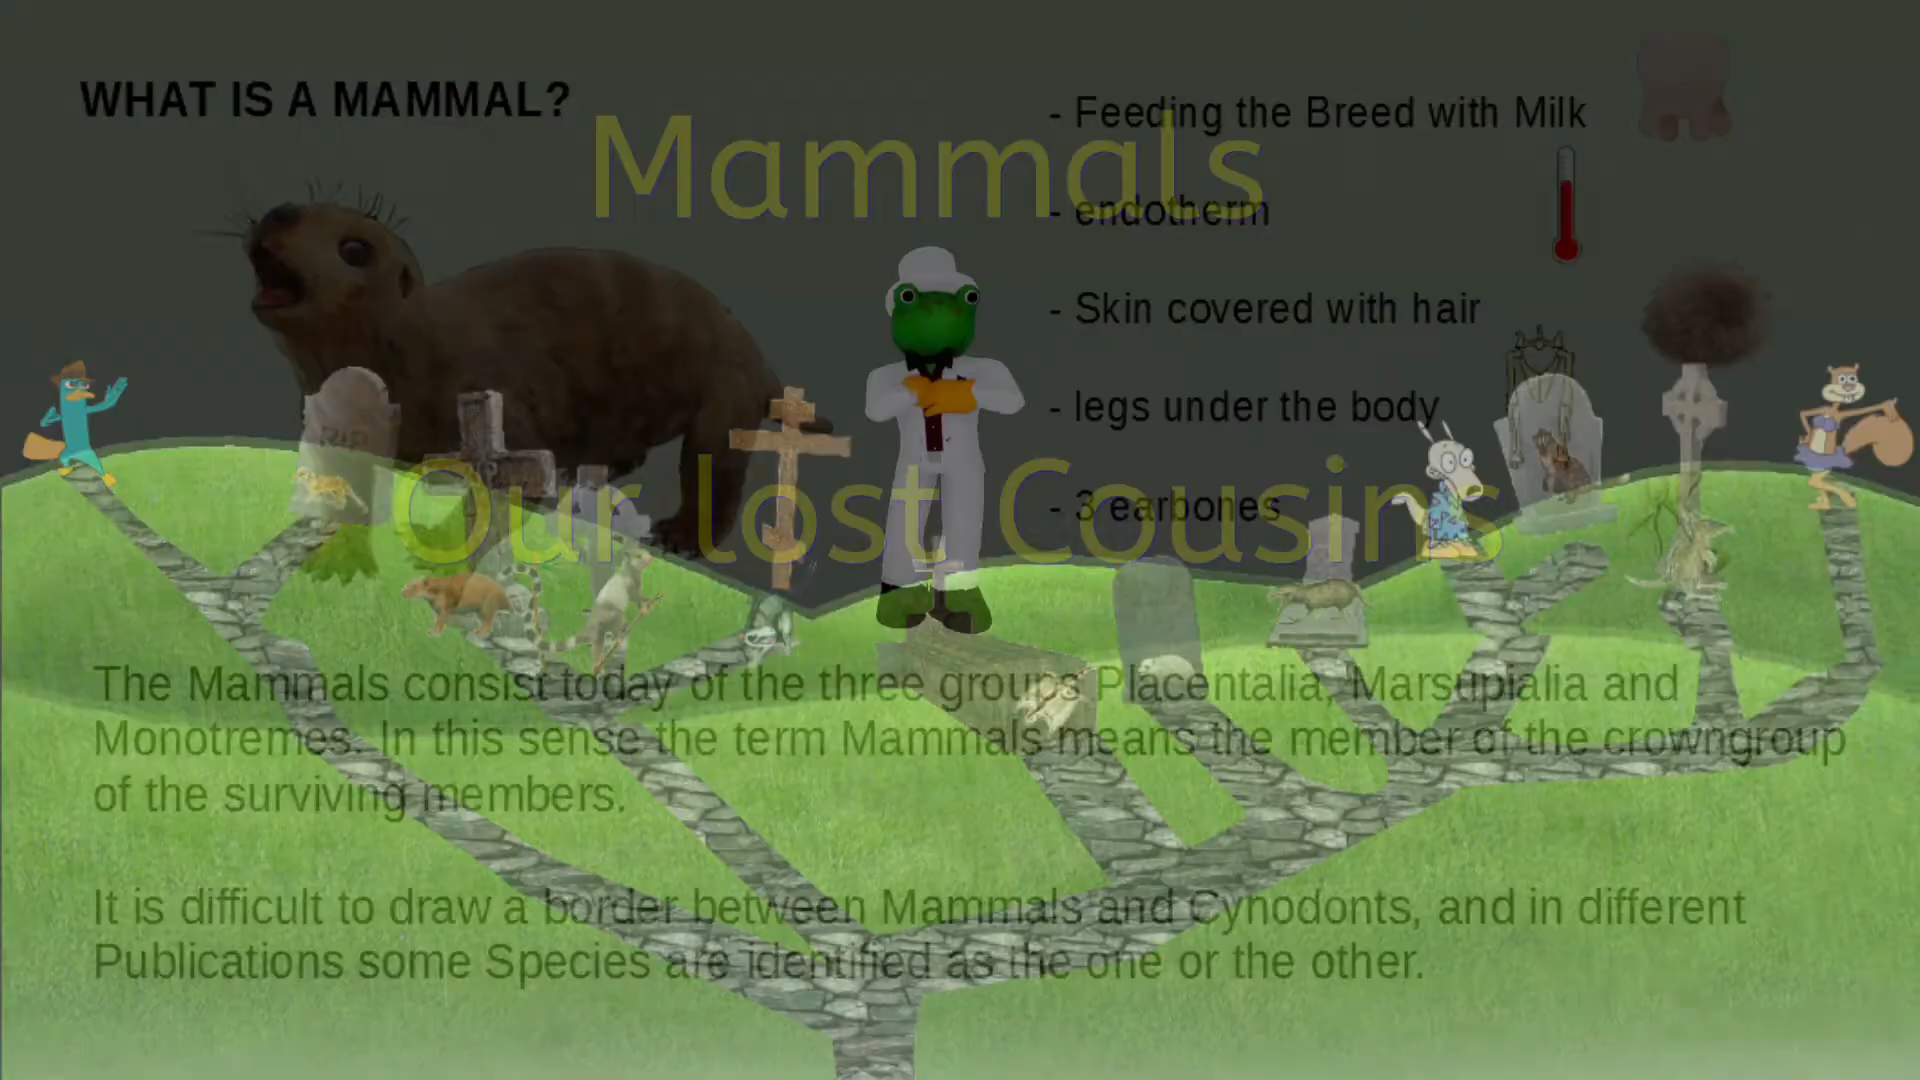 WHAT IS A MAMMAL?
Mammals
- Feeding the Breed with Milk
- endotherm
- Skin covered with hair
- legs under the body
- 3 earbones
Our lost Cousins
RIP
The Mammals consist today of the three groups Placentalia, Marsupialia and
Monotremes. In this sense the term Mammals means the member of the crowngroup
of the surviving members.
It is difficult to draw a border between Mammals and Cynodonts, and in different
Publications some Species are identified as the one or the other.